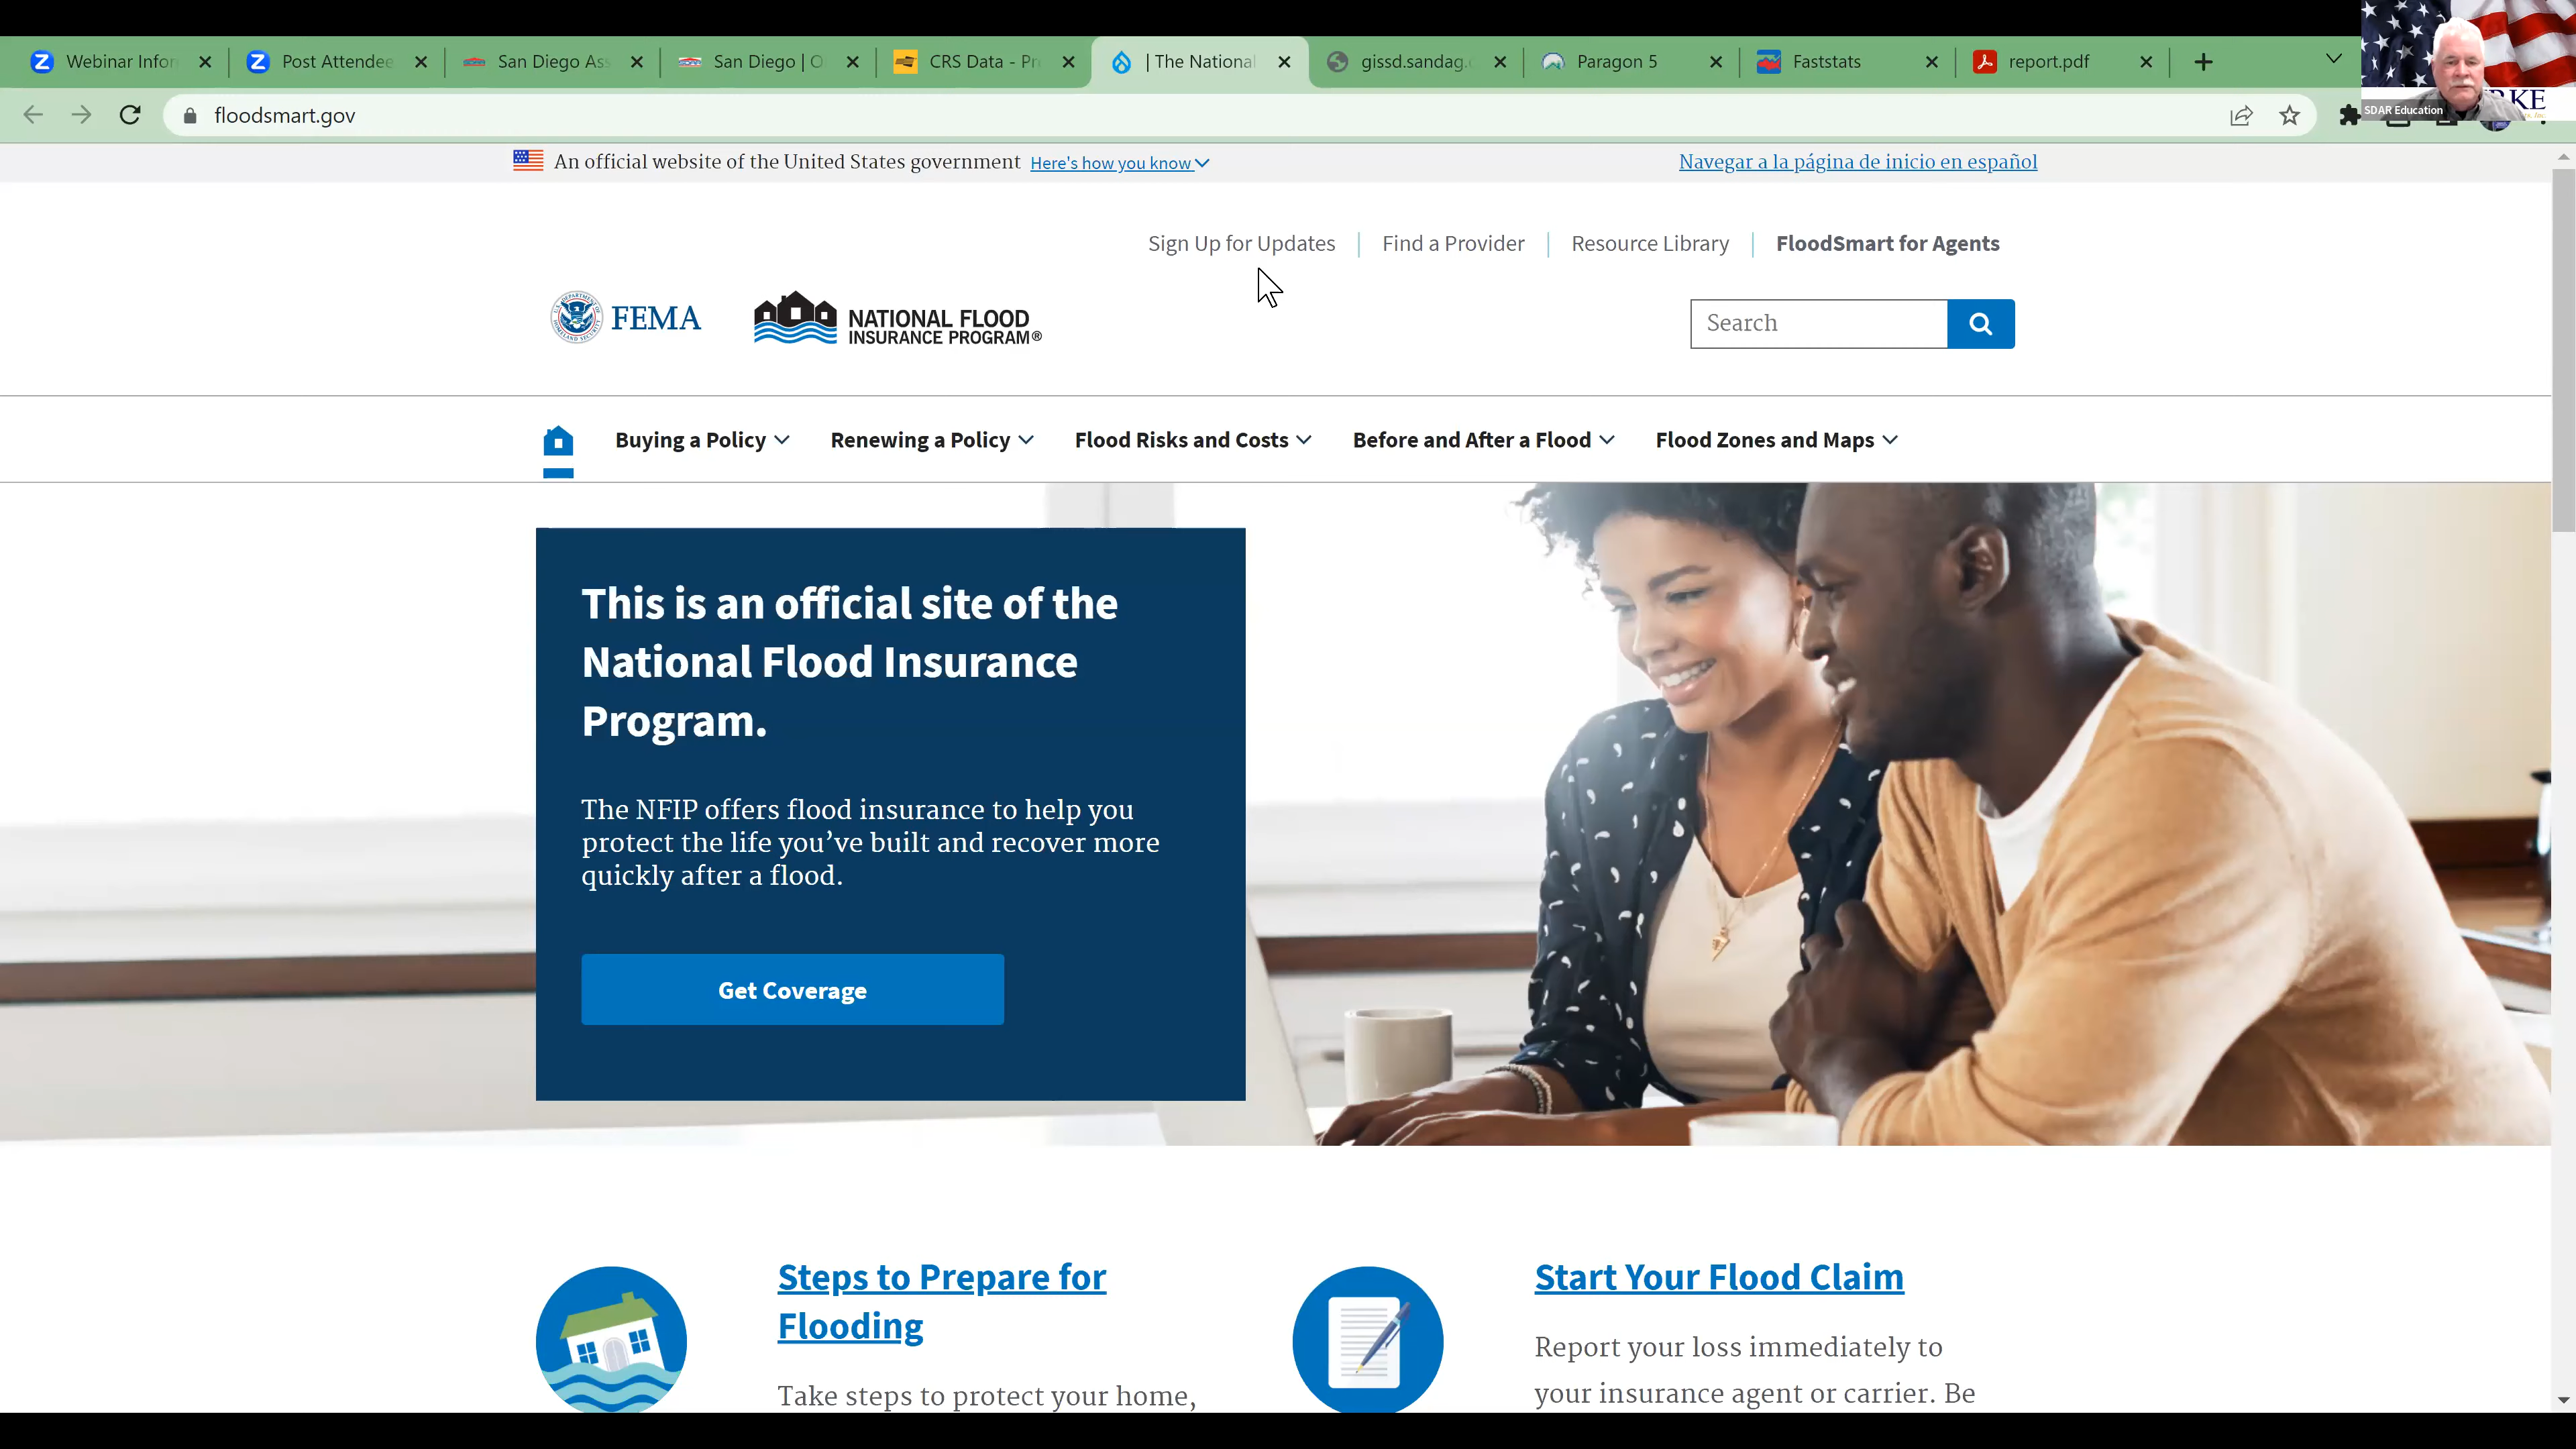 Webinar Infor
Post Attendee
San Diego Ass
San Diego | O
CRS Data - Pr
| The National
gissd.sandag.
Paragon 5
Faststats
report.pdf
SDAR Education
RKE
floodsmart.gov
An official website of the United States government Here's how you know
Navegar a la página de inicio en español
Sign Up for Updates
Find a Provider
Resource Library
FloodSmart for Agents
FEMA
NATIONAL FLOOD
INSURANCE PROGRAM®
Search
Buying a Policy
Renewing a Policy
Flood Risks and Costs
Before and After a Flood
Flood Zones and Maps
This is an official site of the
National Flood Insurance
Program.
The NFIP offers flood insurance to help you
protect the life you’ve built and recover more
quickly after a flood.
Get Coverage
Steps to Prepare for
Flooding
Take steps to protect your home,
Start Your Flood Claim
Report your loss immediately to
your insurance agent or carrier. Be